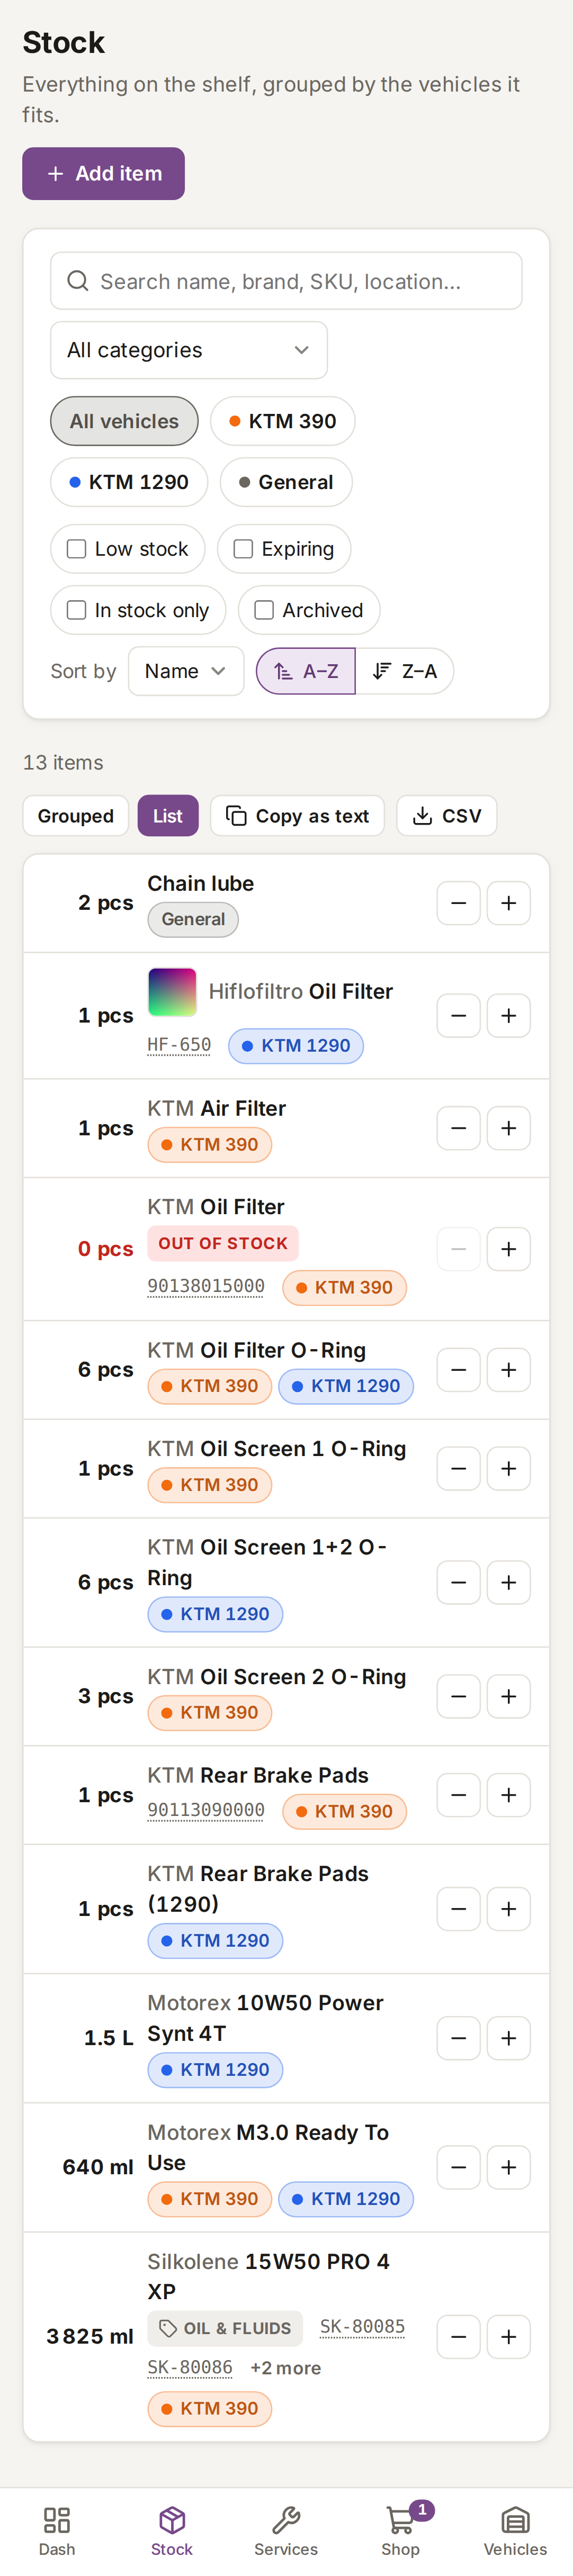 Stock
Everything on the shelf, grouped by the vehicles it
fits.
+ Add item
Search name, brand, SKU, location...
All categories
All vehicles KTM 390
KTM 1290 General
Low stock Expiring
In stock only Archived
Sort by Name A–Z Z–A
13 items
Grouped List Copy as text CSV
Chain lube
2 pcs
General
Hiflofiltro Oil Filter
1 pcs
HF-650 KTM 1290
KTM Air Filter
1 pcs
KTM 390
KTM Oil Filter
OUT OF STOCK
0 pcs
90138015000 KTM 390
KTM Oil Filter O-Ring
6 pcs
KTM 390 KTM 1290
KTM Oil Screen 1 O-Ring
1 pcs
KTM 390
KTM Oil Screen 1+2 O-
Ring
6 pcs
KTM 1290
KTM Oil Screen 2 O-Ring
3 pcs
KTM 390
KTM Rear Brake Pads
1 pcs
90113090000 KTM 390
KTM Rear Brake Pads
(1290)
1 pcs
KTM 1290
Motorex 10W50 Power
Synt 4T
1.5 L
KTM 1290
Motorex M3.0 Ready To
Use
640 ml
KTM 390 KTM 1290
Silkolene 15W50 PRO 4
XP
OIL & FLUIDS SK-80085
3 825 ml
SK-80086 +2 more
KTM 390
1
Dash Stock Services Shop Vehicles